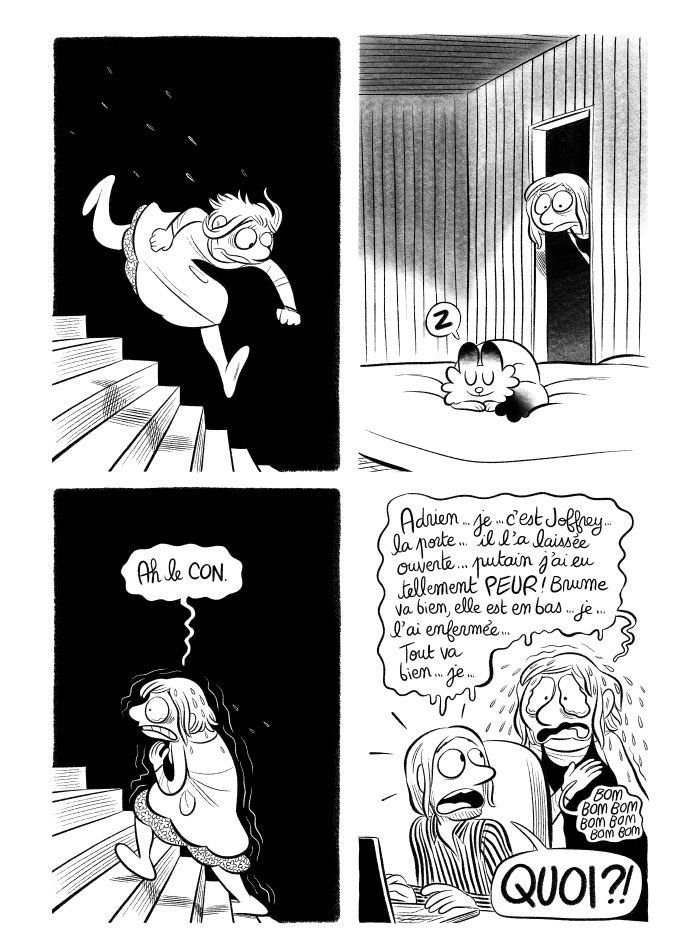 Z
Ah le CON.
Adrien... je... c'est Joffrey...
la porte... il l'a laissée
ouverte... putain j'ai eu
tellement PEUR! Brume
va bien, elle est en bas... je...
l'ai enfermée...
Tout va
bien... je...
BOM
BOM BOM
BOM BOM
BOM BOM
QUOI?!